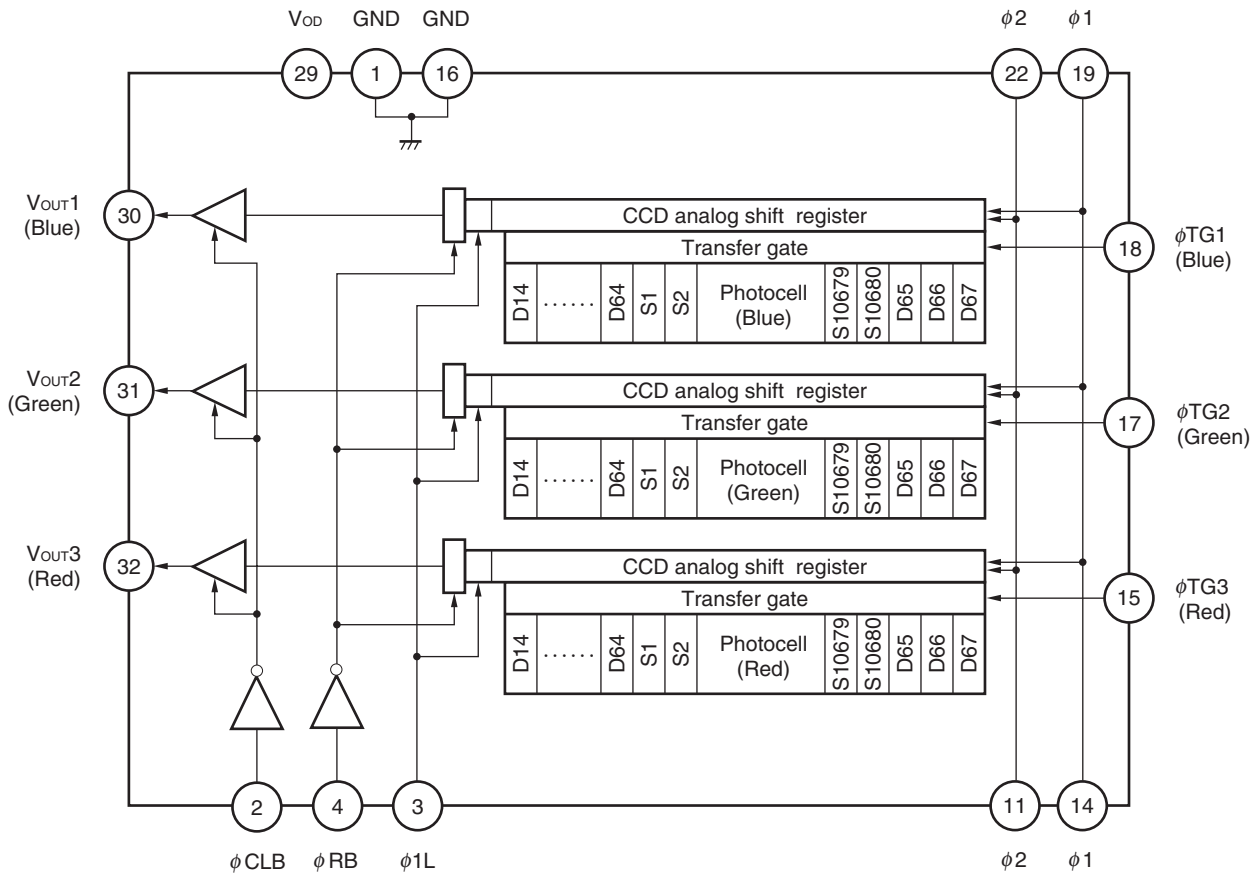 VOD GND GND φ2 φ1
29 1 16 22 19
VOUT1
(Blue)
30
CCD analog shift register
Transfer gate
D14 ······ D64 S1 S2 Photocell
(Blue) S10679 S10680 D65 D66 D67
18
φTG1
(Blue)
VOUT2
(Green)
31
CCD analog shift register
Transfer gate
D14 ······ D64 S1 S2 Photocell
(Green) S10679 S10680 D65 D66 D67
17
φTG2
(Green)
VOUT3
(Red)
32
CCD analog shift register
Transfer gate
D14 ······ D64 S1 S2 Photocell
(Red) S10679 S10680 D65 D66 D67
15
φTG3
(Red)
2 4 3 11 14
φCLB φRB φ1L φ2 φ1